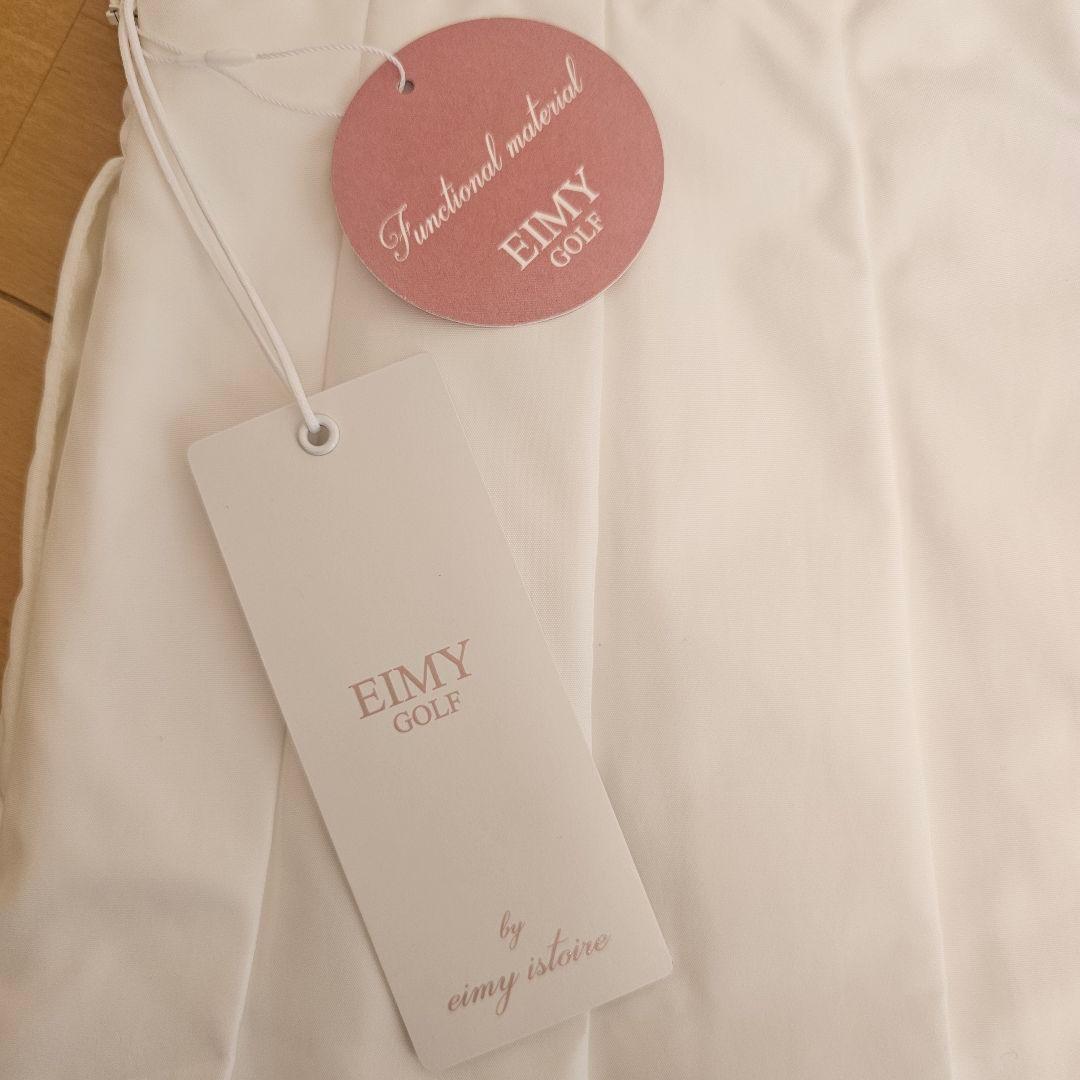 Functional material
EIMY
GOLF
EIMY
GOLF
by
eimy istoire